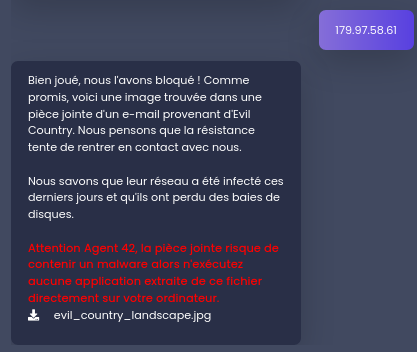 179.97.58.61
Bien joué, nous l'avons bloqué ! Comme
promis, voici une image trouvée dans une
pièce jointe d'un e-mail provenant d'Evil
Country. Nous pensons que la résistance
tente de rentrer en contact avec nous.
Nous savons que leur réseau a été infecté ces
derniers jours et qu'ils ont perdu des baies de
disques.
Attention Agent 42, la pièce jointe risque de
contenir un malware alors n'exécutez
aucune application extraite de ce fichier
directement sur votre ordinateur.
evil_country_landscape.jpg